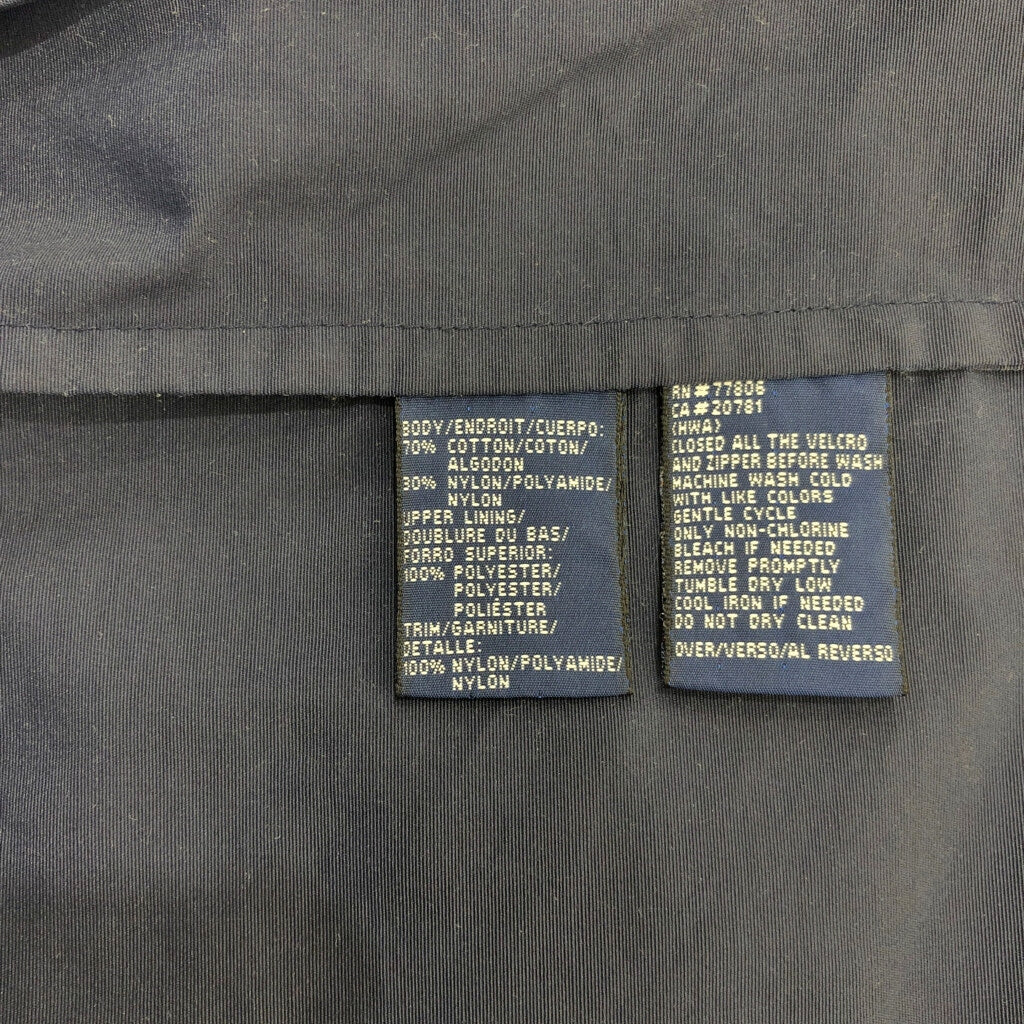 BODY/ENDROIT/CUERPO:
70% COTTON/COTON/
ALGODON
30% NYLON/POLYAMIDE/
NYLON
UPPER LINING/
DOUBLURE DU BAS/
FORRO SUPERIOR:
100% POLYESTER/
POLYESTER/
POLIÉSTER
TRIM/GARNITURE/
DETALLE:
100% NYLON/POLYAMIDE/
NYLON
RN#77806
CA#20781
(HWA)
CLOSED ALL THE VELCRO
AND ZIPPER BEFORE WASH
MACHINE WASH COLD
WITH LIKE COLORS
GENTLE CYCLE
ONLY NON-CHLORINE
BLEACH IF NEEDED
REMOVE PROMPTLY
TUMBLE DRY LOW
COOL IRON IF NEEDED
DO NOT DRY CLEAN
OVER/VERSO/AL REVERSO